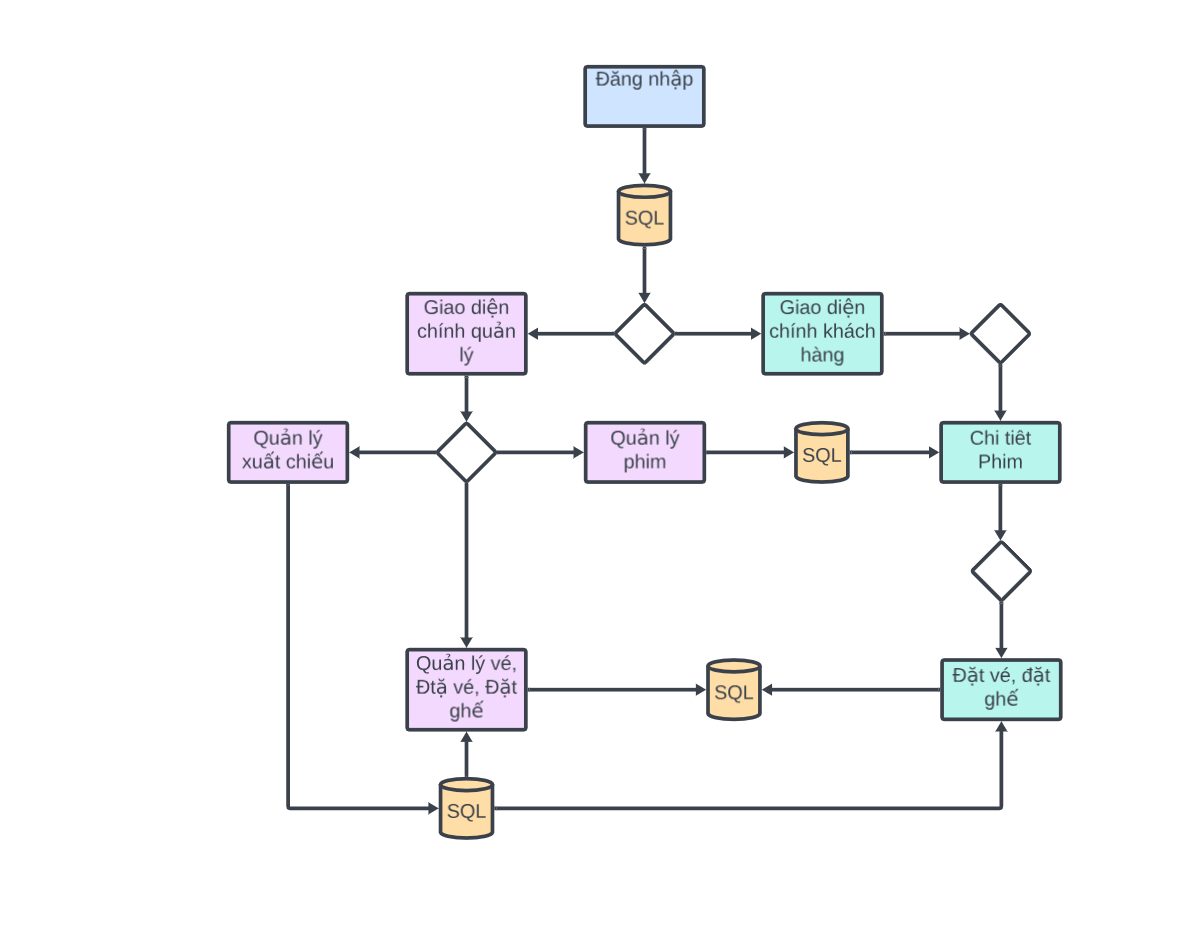 Đăng nhập
SQL
Giao diện
chính quản
lý
Giao diện
chính khách
hàng
Quản lý
xuất chiếu
Quản lý
phim
SQL
Chi tiêt
Phim
Quản lý vé,
Đtặ vé, Đặt
ghế
SQL
Đặt vé, đặt
ghế
SQL